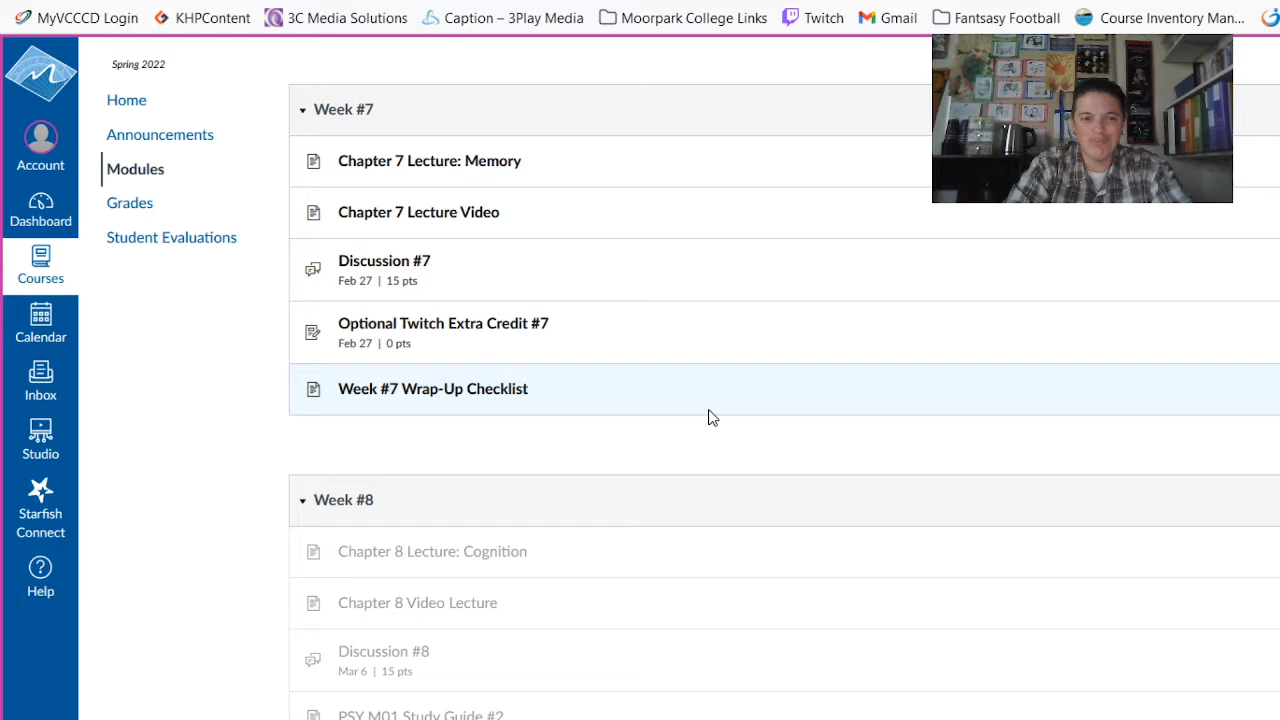 MyVCCCD Login
KHPContent
3C Media Solutions
Caption – 3Play Media
Moorpark College Links
Twitch
Gmail
Fantsasy Football
Course Inventory Man...
Account
Dashboard
Courses
Calendar
Inbox
Studio
Starfish
Connect
Help
Spring 2022
Home
Announcements
Modules
Grades
Student Evaluations
Week #7
Chapter 7 Lecture: Memory
Chapter 7 Lecture Video
Discussion #7
Feb 27 | 15 pts
Optional Twitch Extra Credit #7
Feb 27 | 0 pts
Week #7 Wrap-Up Checklist
Week #8
Chapter 8 Lecture: Cognition
Chapter 8 Video Lecture
Discussion #8
Mar 6 | 15 pts
PSY M01 Study Guide #2